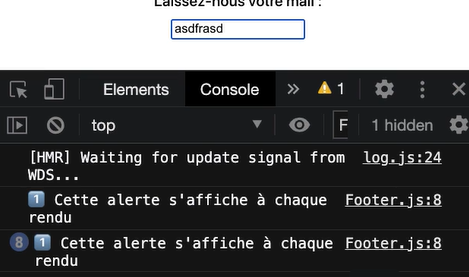 Laissez-nous votre mail :
asdfrasd
Elements Console » 1
top F 1 hidden
[HMR] Waiting for update signal from log.js:24
WDS...
1 Cette alerte s'affiche à chaque Footer.js:8
rendu
8 1 Cette alerte s'affiche à chaque Footer.js:8
rendu